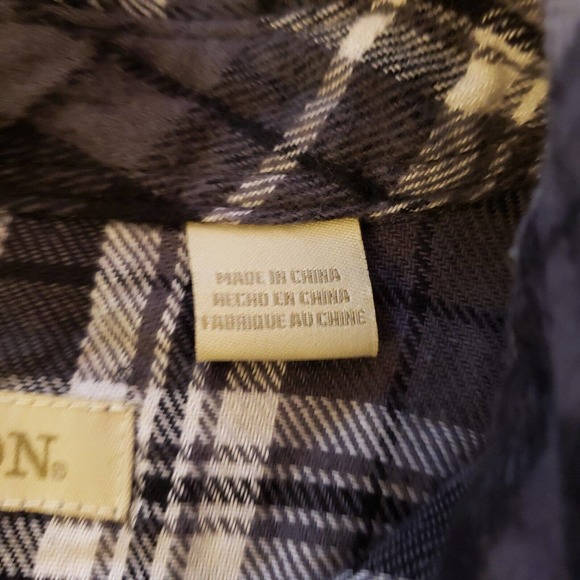 MADE IN CHINA
HECHO EN CHINA
FABRIQUE AU CHINE
ON®